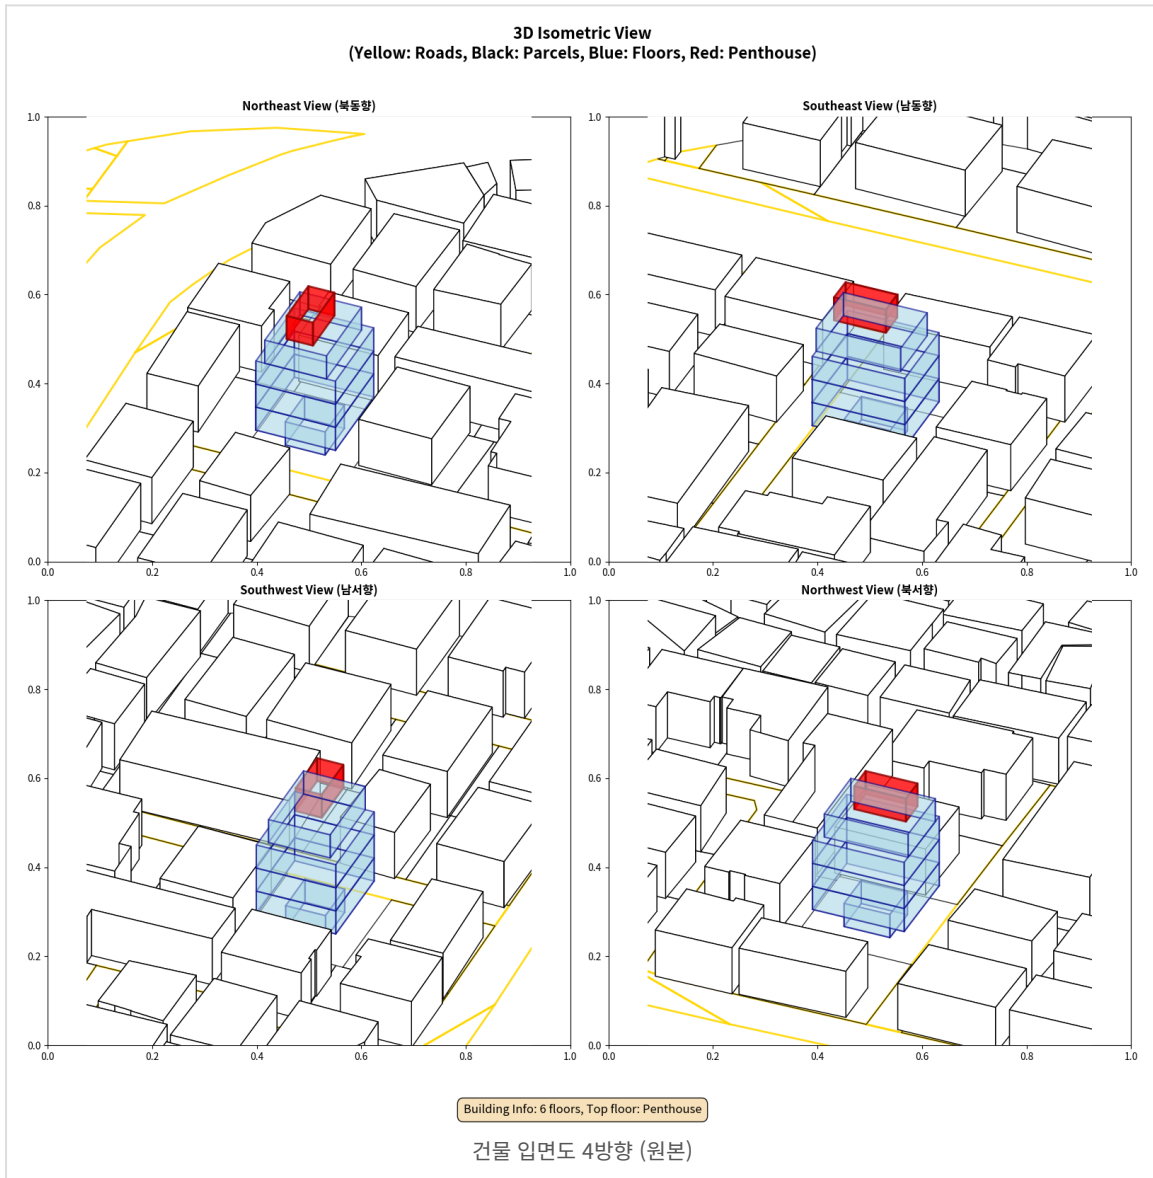 3D Isometric View
(Yellow: Roads, Black: Parcels, Blue: Floors, Red: Penthouse)
Northeast View (북동향)
1.0
0.8
0.6
0.4
0.2
0.0
0.0 0.2 0.4 0.6 0.8 1.0
Southeast View (남동향)
1.0
0.8
0.6
0.4
0.2
0.0
0.0 0.2 0.4 0.6 0.8 1.0
Southwest View (남서향)
1.0
0.8
0.6
0.4
0.2
0.0
0.0 0.2 0.4 0.6 0.8 1.0
Northwest View (북서향)
1.0
0.8
0.6
0.4
0.2
0.0
0.0 0.2 0.4 0.6 0.8 1.0
Building Info: 6 floors, Top floor: Penthouse
건물 입면도 4방향 (원본)